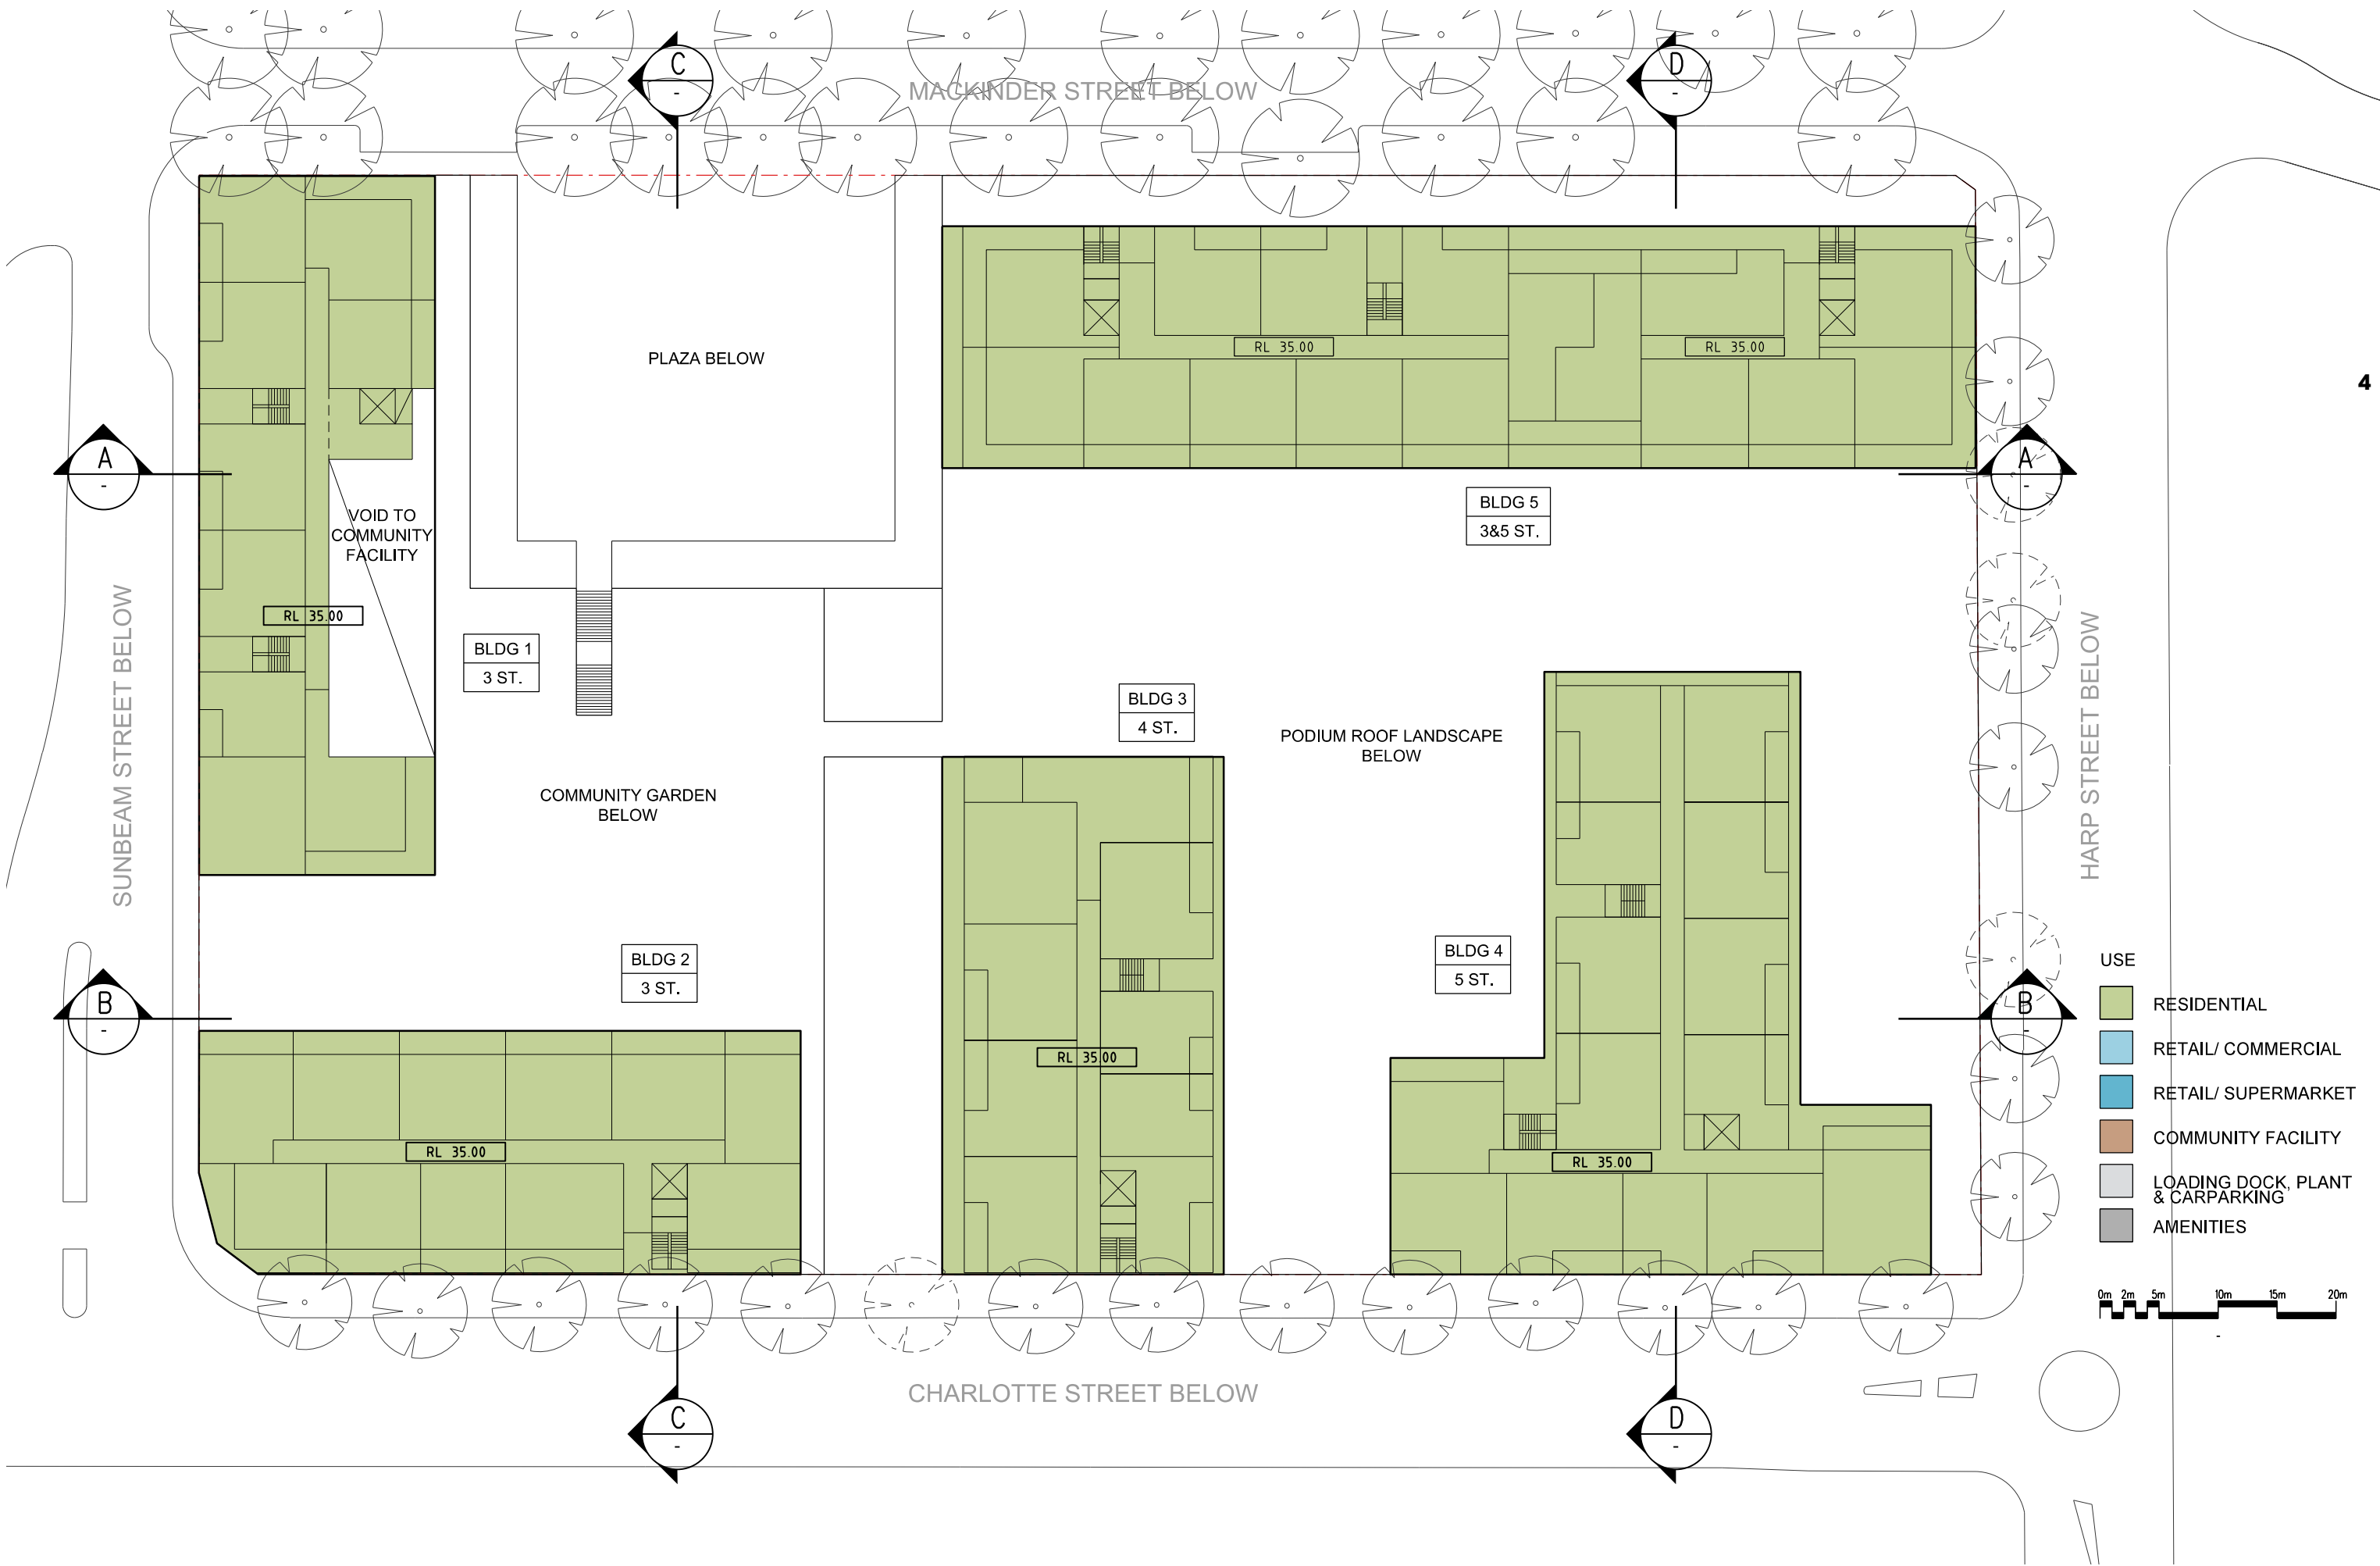 C
-
D
-
MACKINDER STREET BELOW
PLAZA BELOW
RL 35.00
RL 35.00
4
A
-
A
-
VOID TO
COMMUNITY
FACILITY
BLDG 5
3&5 ST.
RL 35.00
SUNBEAM STREET BELOW
HARP STREET BELOW
BLDG 1
3 ST.
BLDG 3
4 ST.
PODIUM ROOF LANDSCAPE
BELOW
COMMUNITY GARDEN
BELOW
BLDG 2
3 ST.
BLDG 4
5 ST.
B
-
B
-
RL 35.00
RL 35.00
RL 35.00
USE
RESIDENTIAL
RETAIL/ COMMERCIAL
RETAIL/ SUPERMARKET
COMMUNITY FACILITY
LOADING DOCK, PLANT
& CARPARKING
AMENITIES
0m 2m 5m 10m 15m 20m
-
CHARLOTTE STREET BELOW
C
-
D
-